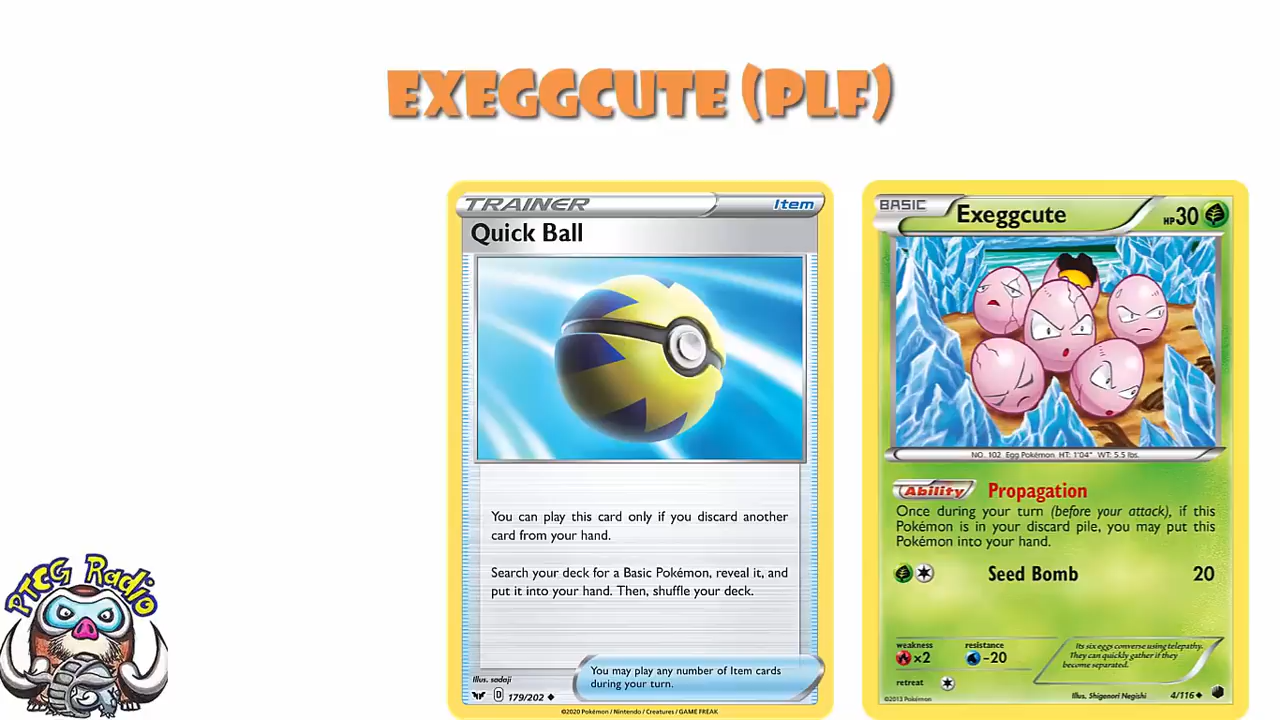 EXEGGCUTE (PLF)
TRAINER
Item
Quick Ball
You can play this card only if you discard another
card from your hand.
Search your deck for a Basic Pokémon, reveal it, and
put it into your hand. Then, shuffle your deck.
You may play any number of Item cards
during your turn.
Illus. sadaji
D 179/202
©2020 Pokémon / Nintendo / Creatures / GAME FREAK
BASIC
Exeggcute
HP30
NO. 102 Egg Pokémon HT: 1'04" WT: 5.5 lbs.
Ability Propagation
Once during your turn (before your attack), if this
Pokémon is in your discard pile, you may put this
Pokémon into your hand.
Seed Bomb 20
weakness
×2
resistance
-20
retreat
Its six eggs converse using telepathy.
They can quickly gather if they
become separated.
©2013 Pokémon
Illus. Shigenori Negishi
4/116
PTCG Radio